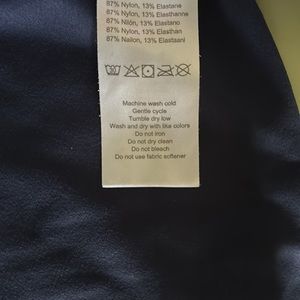 87% Nylon, 13% Elastane
87% Nylon, 13% Elasthanne
87% Nilón, 13% Elastano
87% Nylon, 13% Elasthan
87% Nailon, 13% Elastaani
Machine wash cold
Gentle cycle
Tumble dry low
Wash and dry with like colors
Do not iron
Do not dry clean
Do not bleach
Do not use fabric softener